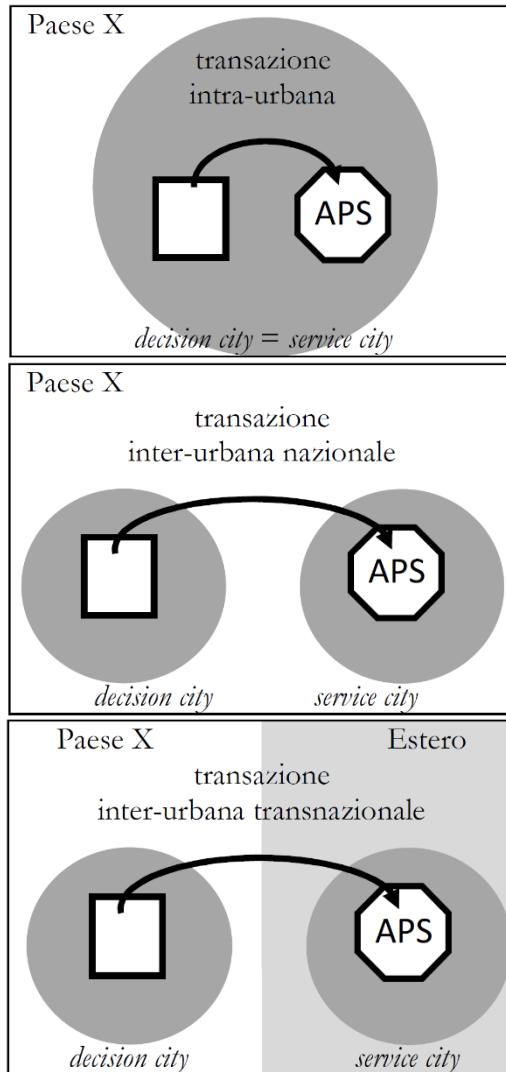 Paese X
transazione
intra-urbana
APS
decision city = service city
Paese X
transazione
inter-urbana nazionale
APS
decision city
service city
Paese X
Estero
transazione
inter-urbana transnazionale
APS
decision city
service city